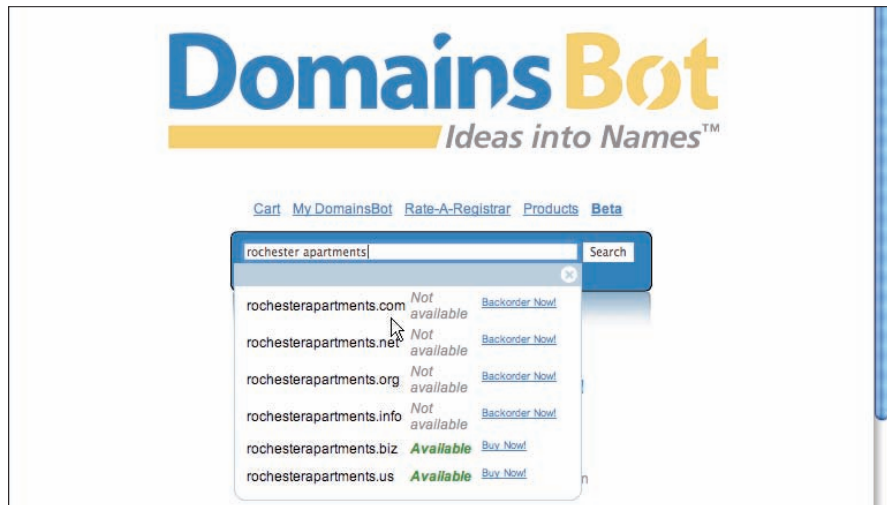 DomainsBot
Ideas into Names™
Cart My DomainsBot Rate-A-Registrar Products Beta
rochester apartments Search
rochesterapartments.com Not available Backorder Now!
rochesterapartments.net Not available Backorder Now!
rochesterapartments.org Not available Backorder Now!
rochesterapartments.info Not available Backorder Now!
rochesterapartments.biz Available Buy Now!
rochesterapartments.us Available Buy Now!